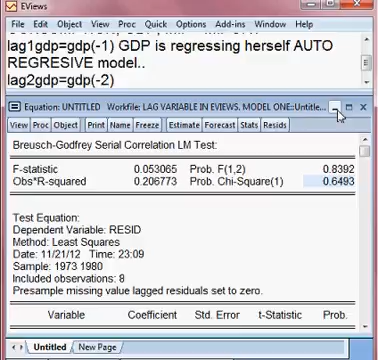 EViews
File Edit Object View Proc Quick Options Add-ins Window Help
lag1gdp=gdp(-1) GDP is regressing herself AUTO
REGRESIVE model..
lag2gdp=gdp(-2)
Equation: UNTITLED Workfile: LAG VARIABLE IN EVIEWS. MODEL ONE::Untitle...
View Proc Object Print Name Freeze Estimate Forecast Stats Resids
Breusch-Godfrey Serial Correlation LM Test:
F-statistic 0.053065 Prob. F(1,2) 0.8392
Obs*R-squared 0.206773 Prob. Chi-Square(1) 0.6493
Test Equation:
Dependent Variable: RESID
Method: Least Squares
Date: 11/21/12 Time: 23:09
Sample: 1973 1980
Included observations: 8
Presample missing value lagged residuals set to zero.
Variable Coefficient Std. Error t-Statistic Prob.
Untitled New Page